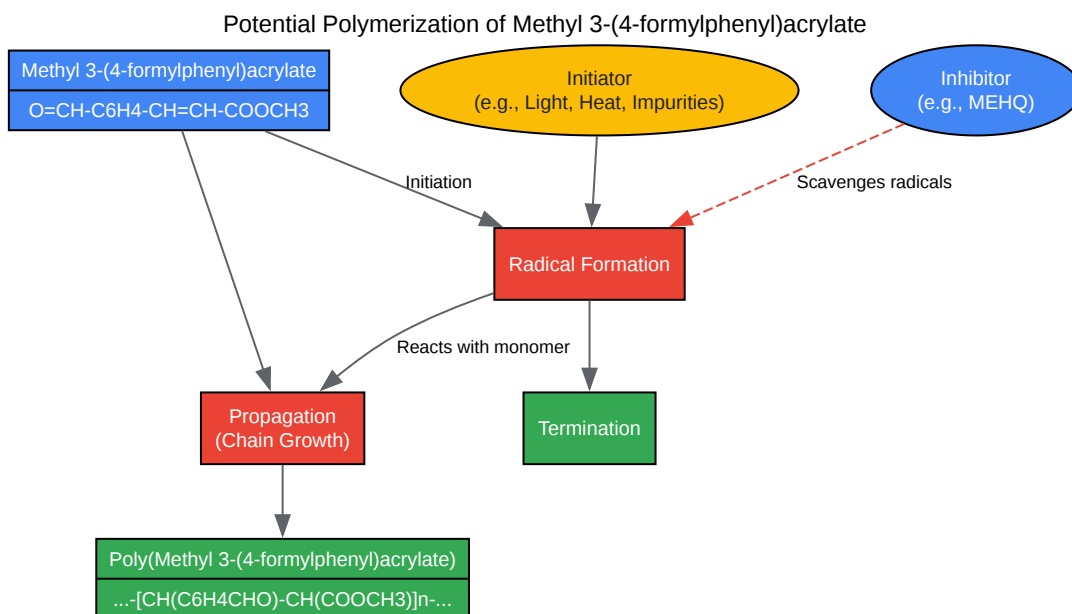 Potential Polymerization of Methyl 3-(4-formylphenyl)acrylate
Methyl 3-(4-formylphenyl)acrylate
O=CH-C6H4-CH=CH-COOCH3
Initiator
(e.g., Light, Heat, Impurities)
Inhibitor
(e.g., MEHQ)
Initiation
Scavenges radicals
Radical Formation
Reacts with monomer
Propagation
(Chain Growth)
Termination
Poly(Methyl 3-(4-formylphenyl)acrylate)
...-[CH(C6H4CHO)-CH(COOCH3)]n-...